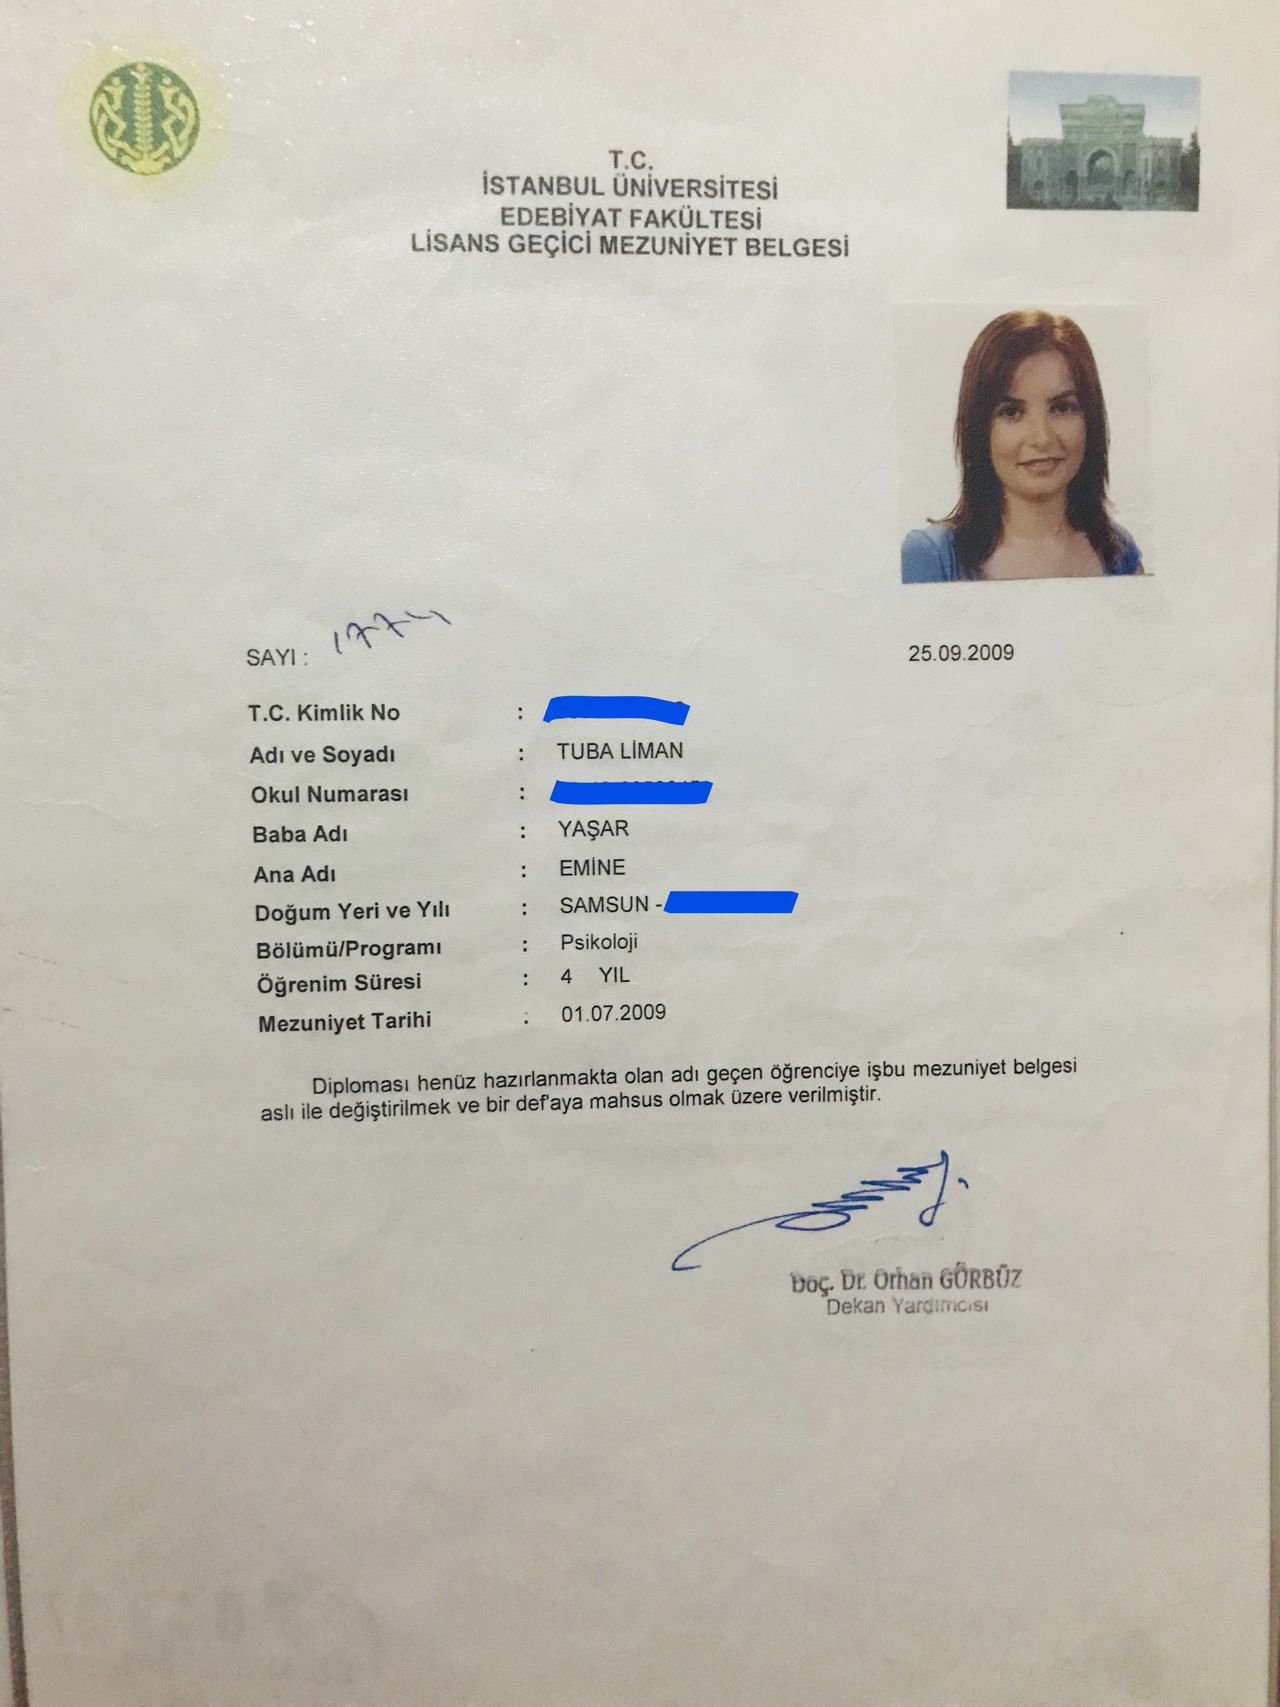 T.C.
İSTANBUL ÜNİVERSİTESİ
EDEBİYAT FAKÜLTESİ
LİSANS GEÇİCİ MEZUNİYET BELGESİ
SAYI : 1774
25.09.2009
T.C. Kimlik No :
Adı ve Soyadı : TUBA LİMAN
Okul Numarası :
Baba Adı : YAŞAR
Ana Adı : EMİNE
Doğum Yeri ve Yılı : SAMSUN -
Bölümü/Programı : Psikoloji
Öğrenim Süresi : 4 YIL
Mezuniyet Tarihi : 01.07.2009
Diploması henüz hazırlanmakta olan adı geçen öğrenciye işbu mezuniyet belgesi
aslı ile değiştirilmek ve bir def'aya mahsus olmak üzere verilmiştir.
Doç. Dr. Orhan GÜRBÜZ
Dekan Yardımcısı